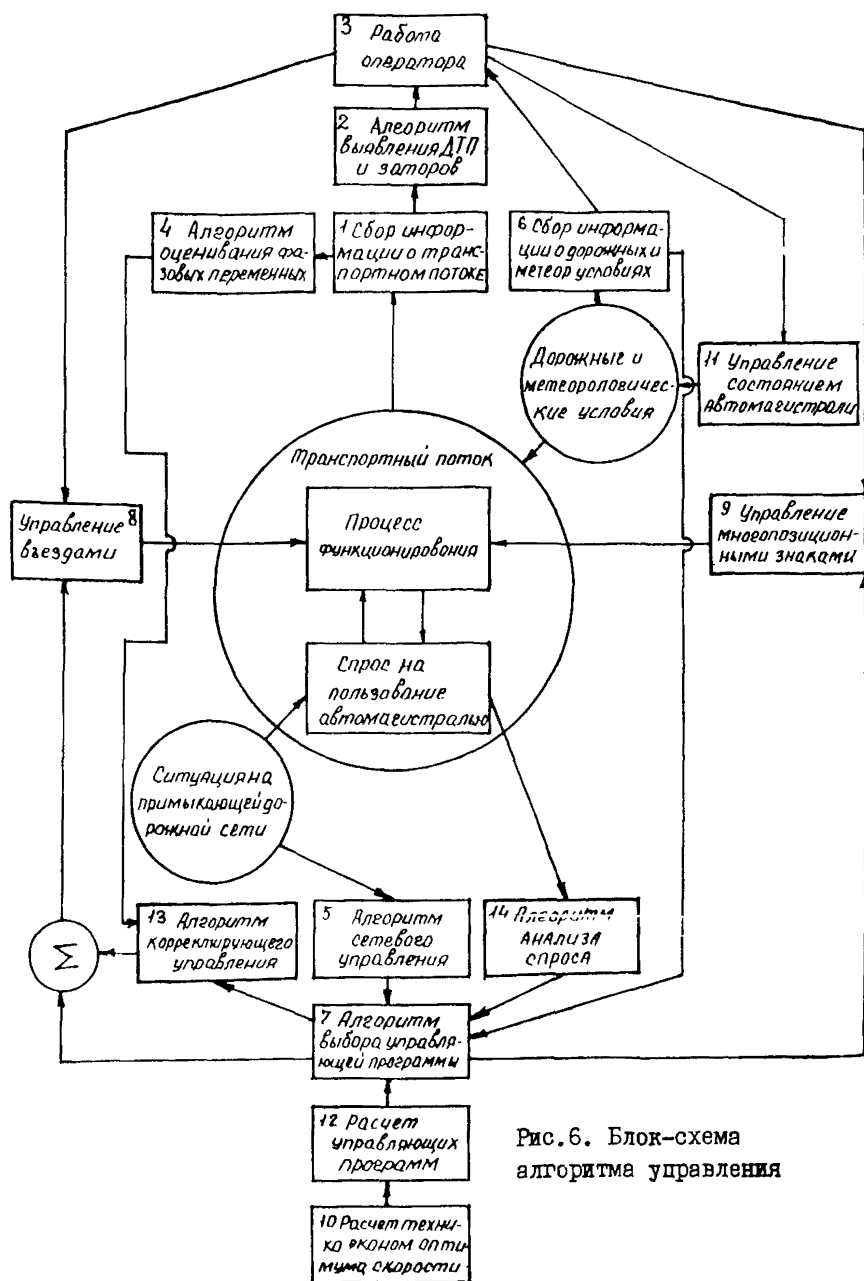 3 Работа
оператора
2 Алгоритм
выявления ДТП
и заторов
4 Алгоритм
оценивания фа-
зовых переменных
1 Сбор инфор-
мации о тран-
спортном потоке
6 Сбор информа-
ции о дорожных и
метеор условиях
Дорожные и
метеорологичес-
кие условия
11 Управление
состоянием
автомагистрали
Транспортный поток
Управление 8
въездами
Процесс
функционирования
9 Управление
многопозицион-
ными знаками
Спрос на
пользование
автомагистралью
Ситуация на
примыкающей до-
рожной сети
13 Алгоритм
корректирующего
управления
5 Алгоритм
сетевого
управления
14 Алгоритм
анализа
спроса
Σ
7 Алгоритм
выбора управля-
ющей программы
12 Расчет
управляющих
программ
10 Расчет техни-
ко эконом опти-
мума скорости
Рис.6. Блок-схема
алгоритма управления